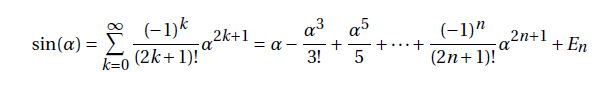 sin(α) = ∑_{k=0}^{∞} (-1)^k/(2k+1)! α^{2k+1} = α − α^3/3! + α^5/5 + ··· + (-1)^n/(2n+1)! α^{2n+1} + E_n